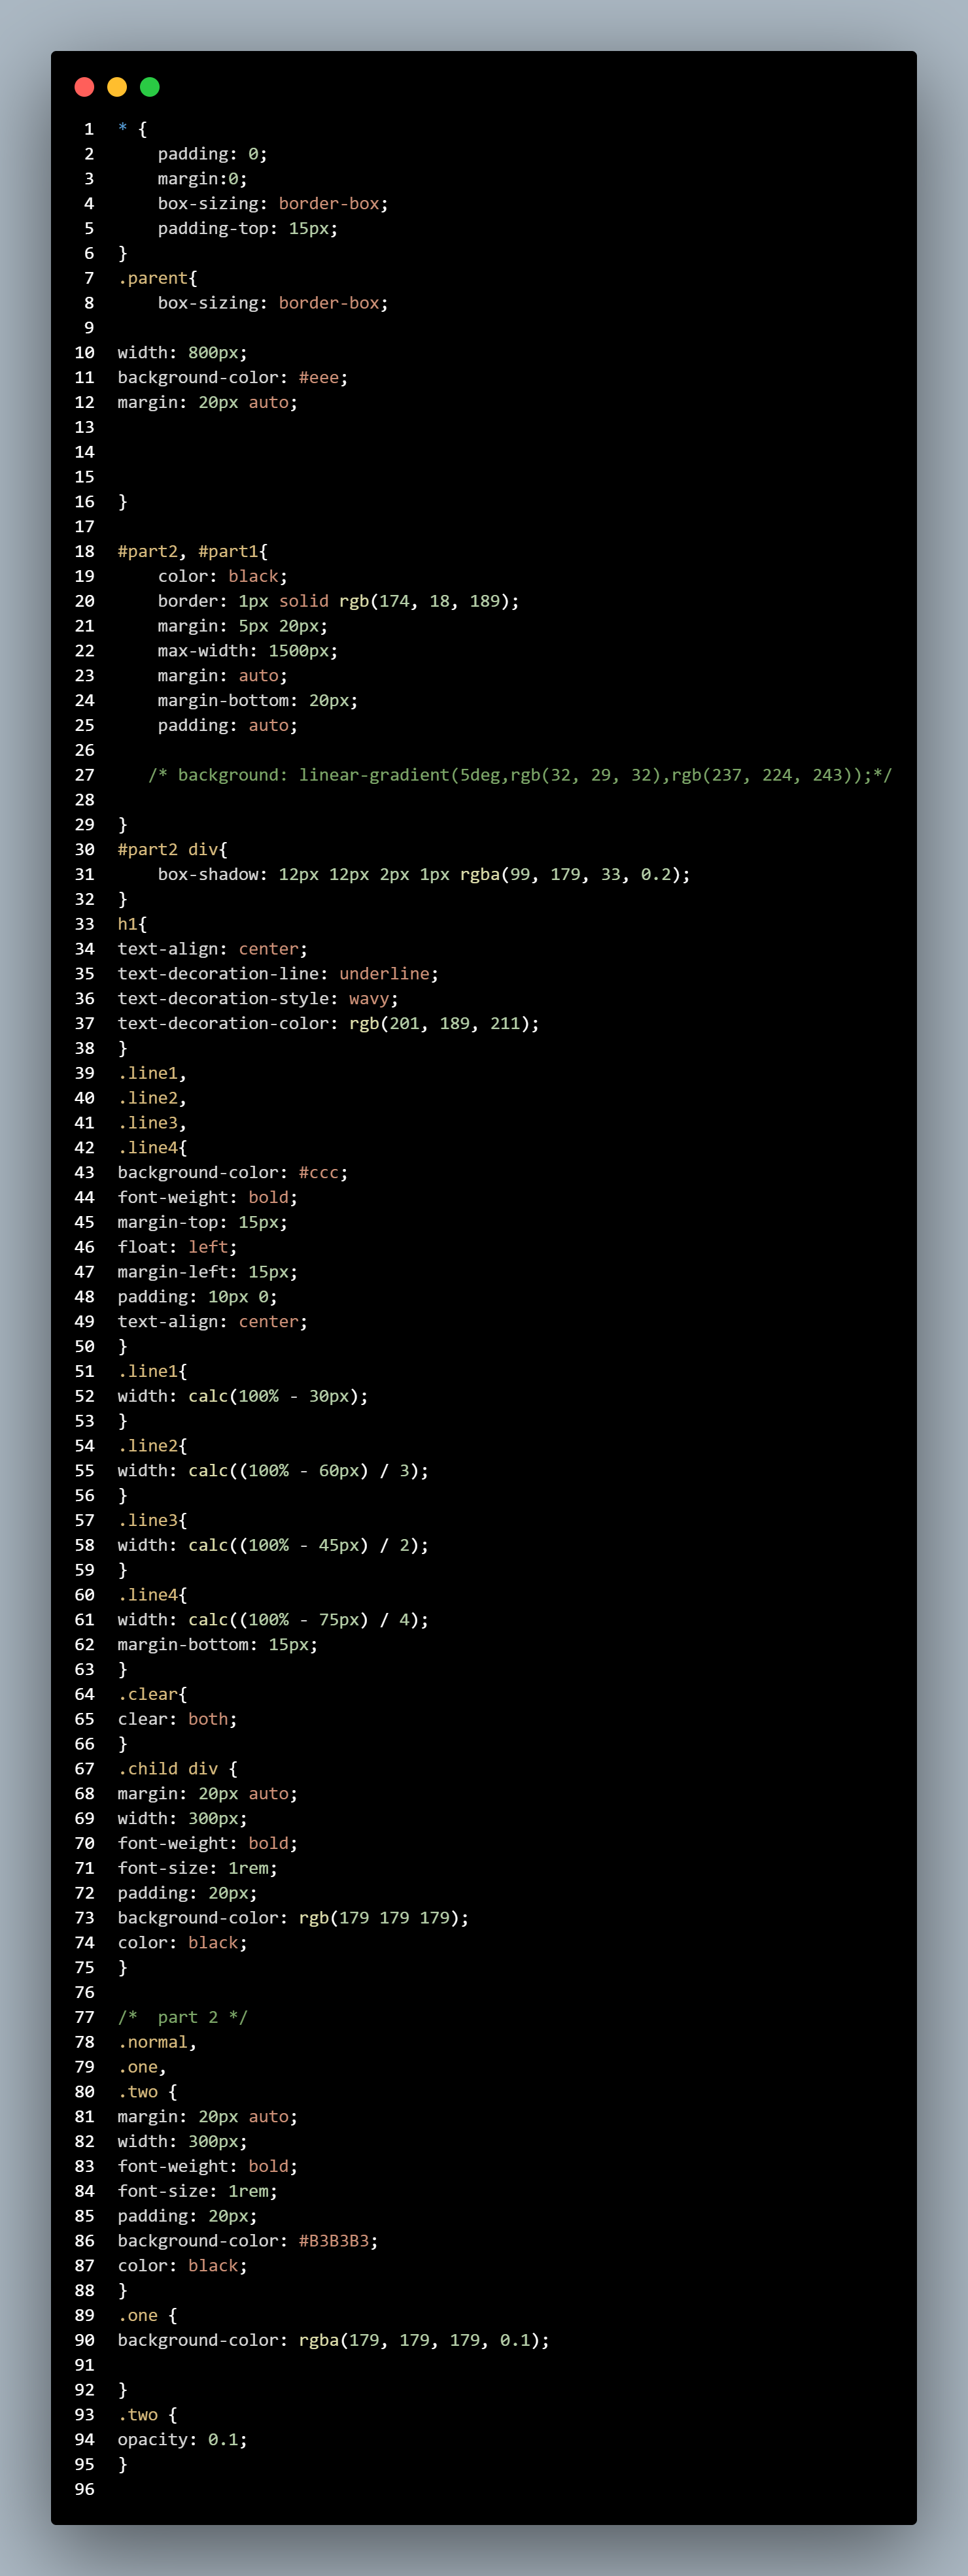 1 * {
2     padding: 0;
3     margin:0;
4     box-sizing: border-box;
5     padding-top: 15px;
6 }
7 .parent{
8     box-sizing: border-box;
9
10 width: 800px;
11 background-color: #eee;
12 margin: 20px auto;
13
14
15
16 }
17
18 #part2, #part1{
19     color: black;
20     border: 1px solid rgb(174, 18, 189);
21     margin: 5px 20px;
22     max-width: 1500px;
23     margin: auto;
24     margin-bottom: 20px;
25     padding: auto;
26
27    /* background: linear-gradient(5deg,rgb(32, 29, 32),rgb(237, 224, 243));*/
28
29 }
30 #part2 div{
31     box-shadow: 12px 12px 2px 1px rgba(99, 179, 33, 0.2);
32 }
33 h1{
34 text-align: center;
35 text-decoration-line: underline;
36 text-decoration-style: wavy;
37 text-decoration-color: rgb(201, 189, 211);
38 }
39 .line1,
40 .line2,
41 .line3,
42 .line4{
43 background-color: #ccc;
44 font-weight: bold;
45 margin-top: 15px;
46 float: left;
47 margin-left: 15px;
48 padding: 10px 0;
49 text-align: center;
50 }
51 .line1{
52 width: calc(100% - 30px);
53 }
54 .line2{
55 width: calc((100% - 60px) / 3);
56 }
57 .line3{
58 width: calc((100% - 45px) / 2);
59 }
60 .line4{
61 width: calc((100% - 75px) / 4);
62 margin-bottom: 15px;
63 }
64 .clear{
65 clear: both;
66 }
67 .child div {
68 margin: 20px auto;
69 width: 300px;
70 font-weight: bold;
71 font-size: 1rem;
72 padding: 20px;
73 background-color: rgb(179 179 179);
74 color: black;
75 }
76
77 /*  part 2 */
78 .normal,
79 .one,
80 .two {
81 margin: 20px auto;
82 width: 300px;
83 font-weight: bold;
84 font-size: 1rem;
85 padding: 20px;
86 background-color: #B3B3B3;
87 color: black;
88 }
89 .one {
90 background-color: rgba(179, 179, 179, 0.1);
91
92 }
93 .two {
94 opacity: 0.1;
95 }
96